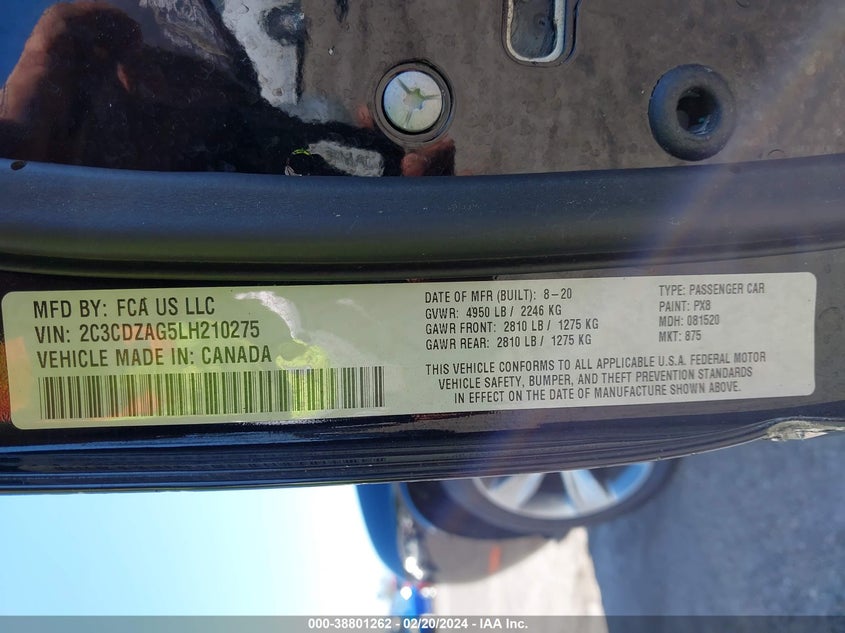 MFD BY: FCA US LLC
VIN: 2C3CDZAG5LH210275
VEHICLE MADE IN: CANADA
DATE OF MFR (BUILT): 8-20
GVWR: 4950 LB / 2246 KG
GAWR FRONT: 2810 LB / 1275 KG
GAWR REAR: 2810 LB / 1275 KG
TYPE: PASSENGER CAR
PAINT: PX8
MDH: 081520
MKT: 875
THIS VEHICLE CONFORMS TO ALL APPLICABLE U.S.A. FEDERAL MOTOR
VEHICLE SAFETY, BUMPER, AND THEFT PREVENTION STANDARDS
IN EFFECT ON THE DATE OF MANUFACTURE SHOWN ABOVE.
000-38801262 - 02/20/2024 - IAA Inc.